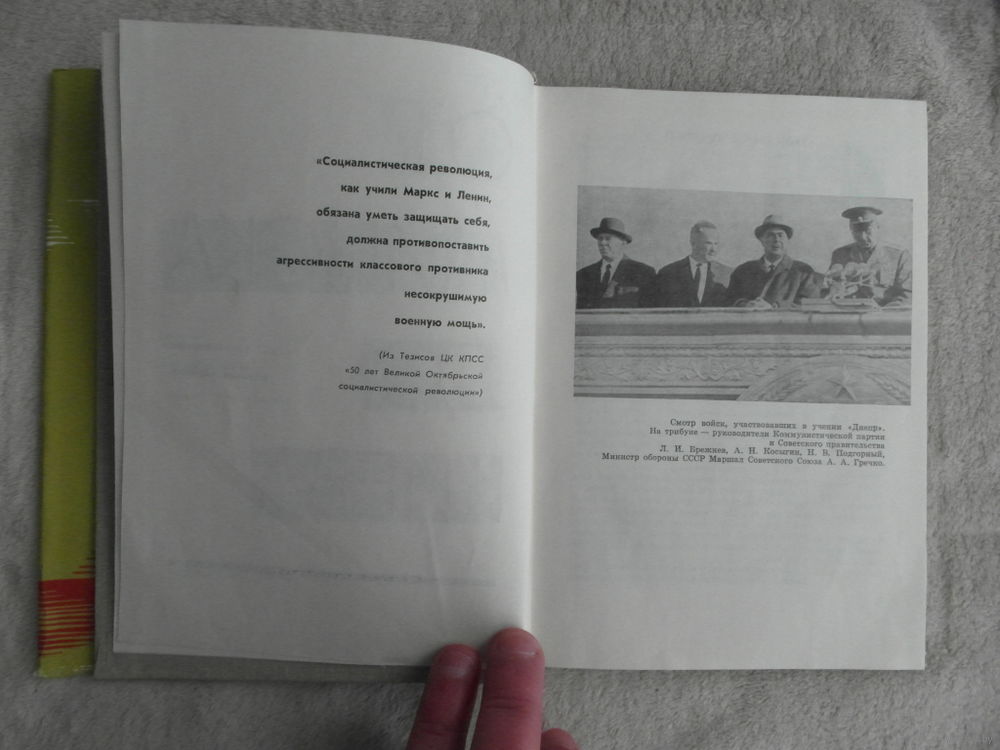 «Социалистическая революция,
как учили Маркс и Ленин,
обязана уметь защищать себя,
должна противопоставить
агрессивности классового противника
несокрушимую
военную мощь».
(Из Тезисов ЦК КПСС
«50 лет Великой Октябрьской
социалистической революции»)
Смотр войск, участвовавших в учении «Днепр».
На трибуне — руководители Коммунистической партии
и Советского правительства
Л. И. Брежнев, А. Н. Косыгин, Н. В. Подгорный,
Министр обороны СССР Маршал Советского Союза А. А. Гречко.